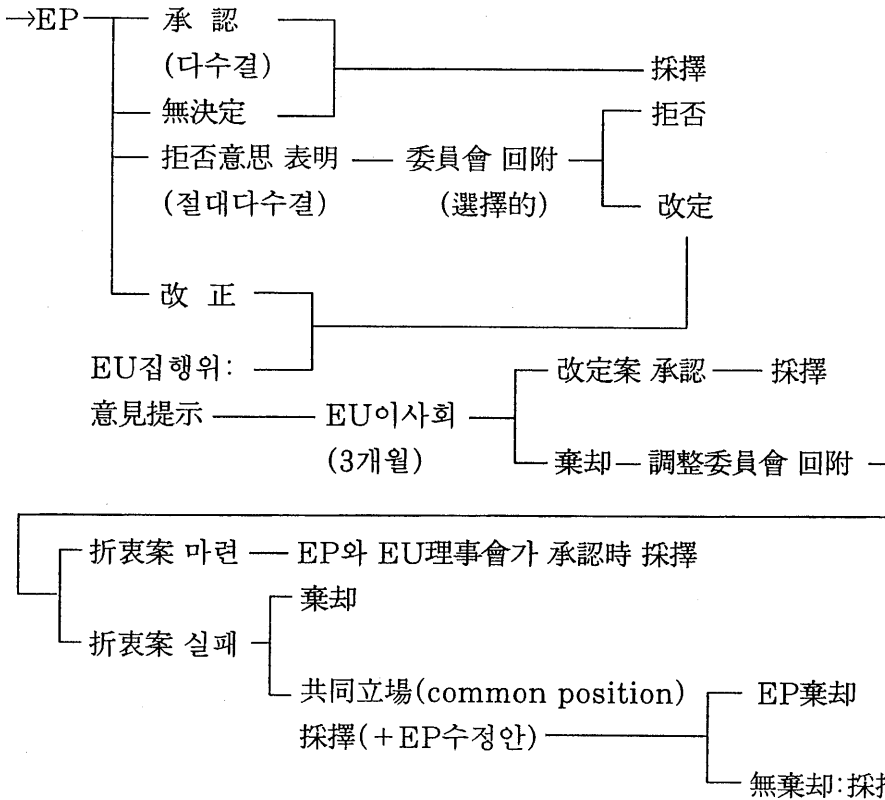 →EP
承 認
(다수결)
採擇
無決定
拒否
拒否意思 表明 委員會 回附
(절대다수결) (選擇的)
改定
改 正
EU집행위:
改定案 承認 採擇
意見提示 EU이사회
(3개월)
棄却 調整委員會 回附
折衷案 마련 EP와 EU理事會가 承認時 採擇
棄却
折衷案 실패
共同立場(common position)
EP棄却
採擇(+EP수정안)
無棄却:採